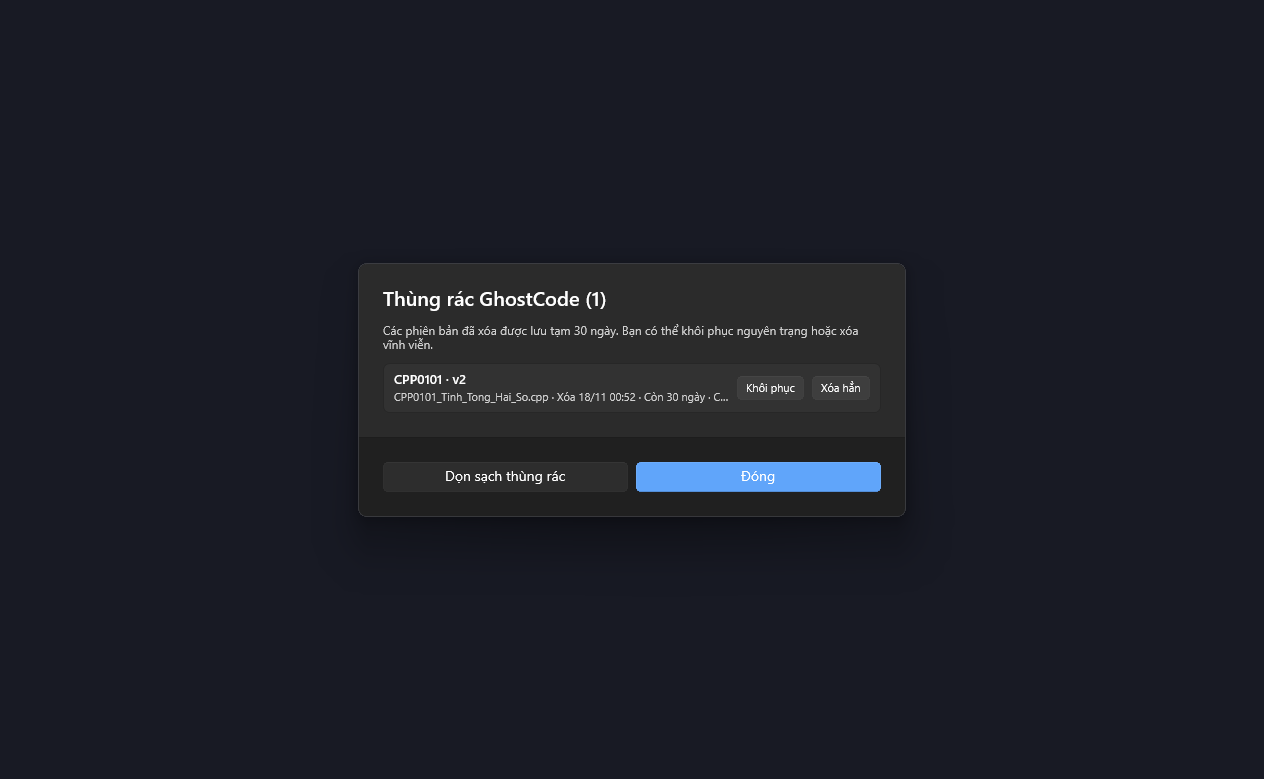 Thùng rác GhostCode (1)
Các phiên bản đã xóa được lưu tạm 30 ngày. Bạn có thể khôi phục nguyên trạng hoặc xóa
vĩnh viễn.
CPP0101 · v2
CPP0101_Tinh_Tong_Hai_So.cpp · Xóa 18/11 00:52 · Còn 30 ngày · C...
Khôi phục
Xóa hẳn
Dọn sạch thùng rác
Đóng